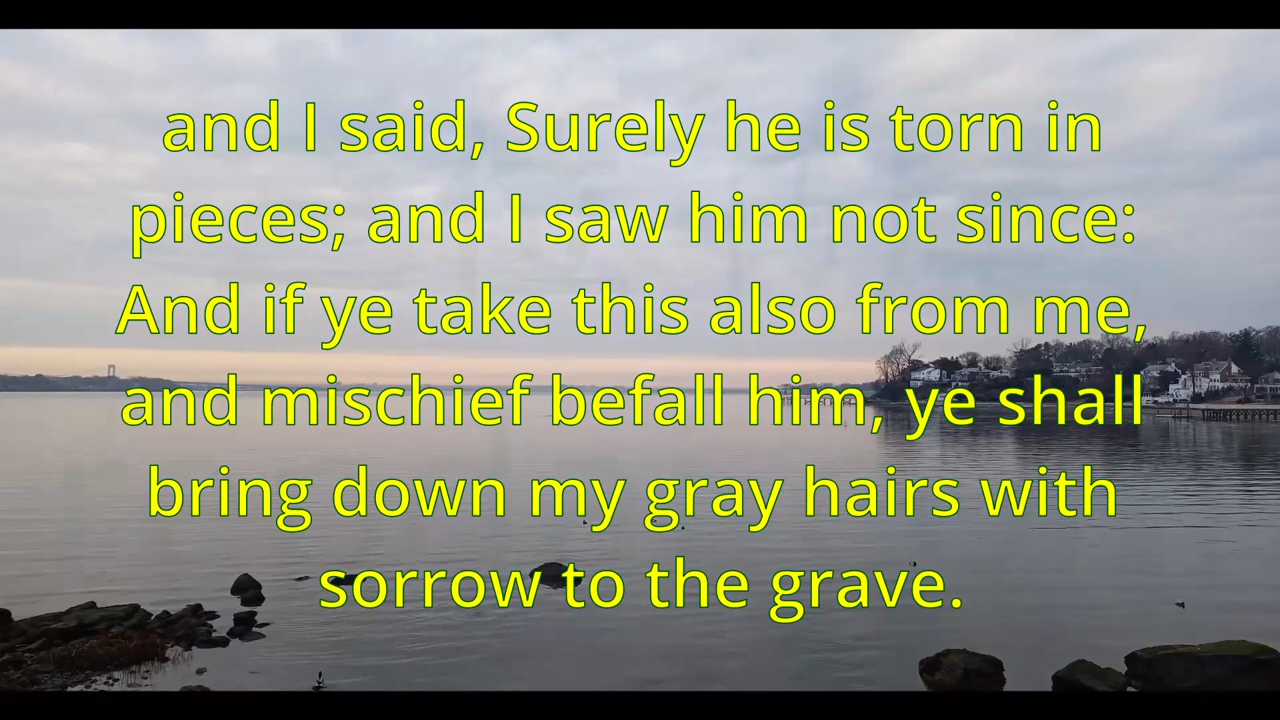 and I said, Surely he is torn in
pieces; and I saw him not since:
And if ye take this also from me,
and mischief befall him, ye shall
bring down my gray hairs with
sorrow to the grave.